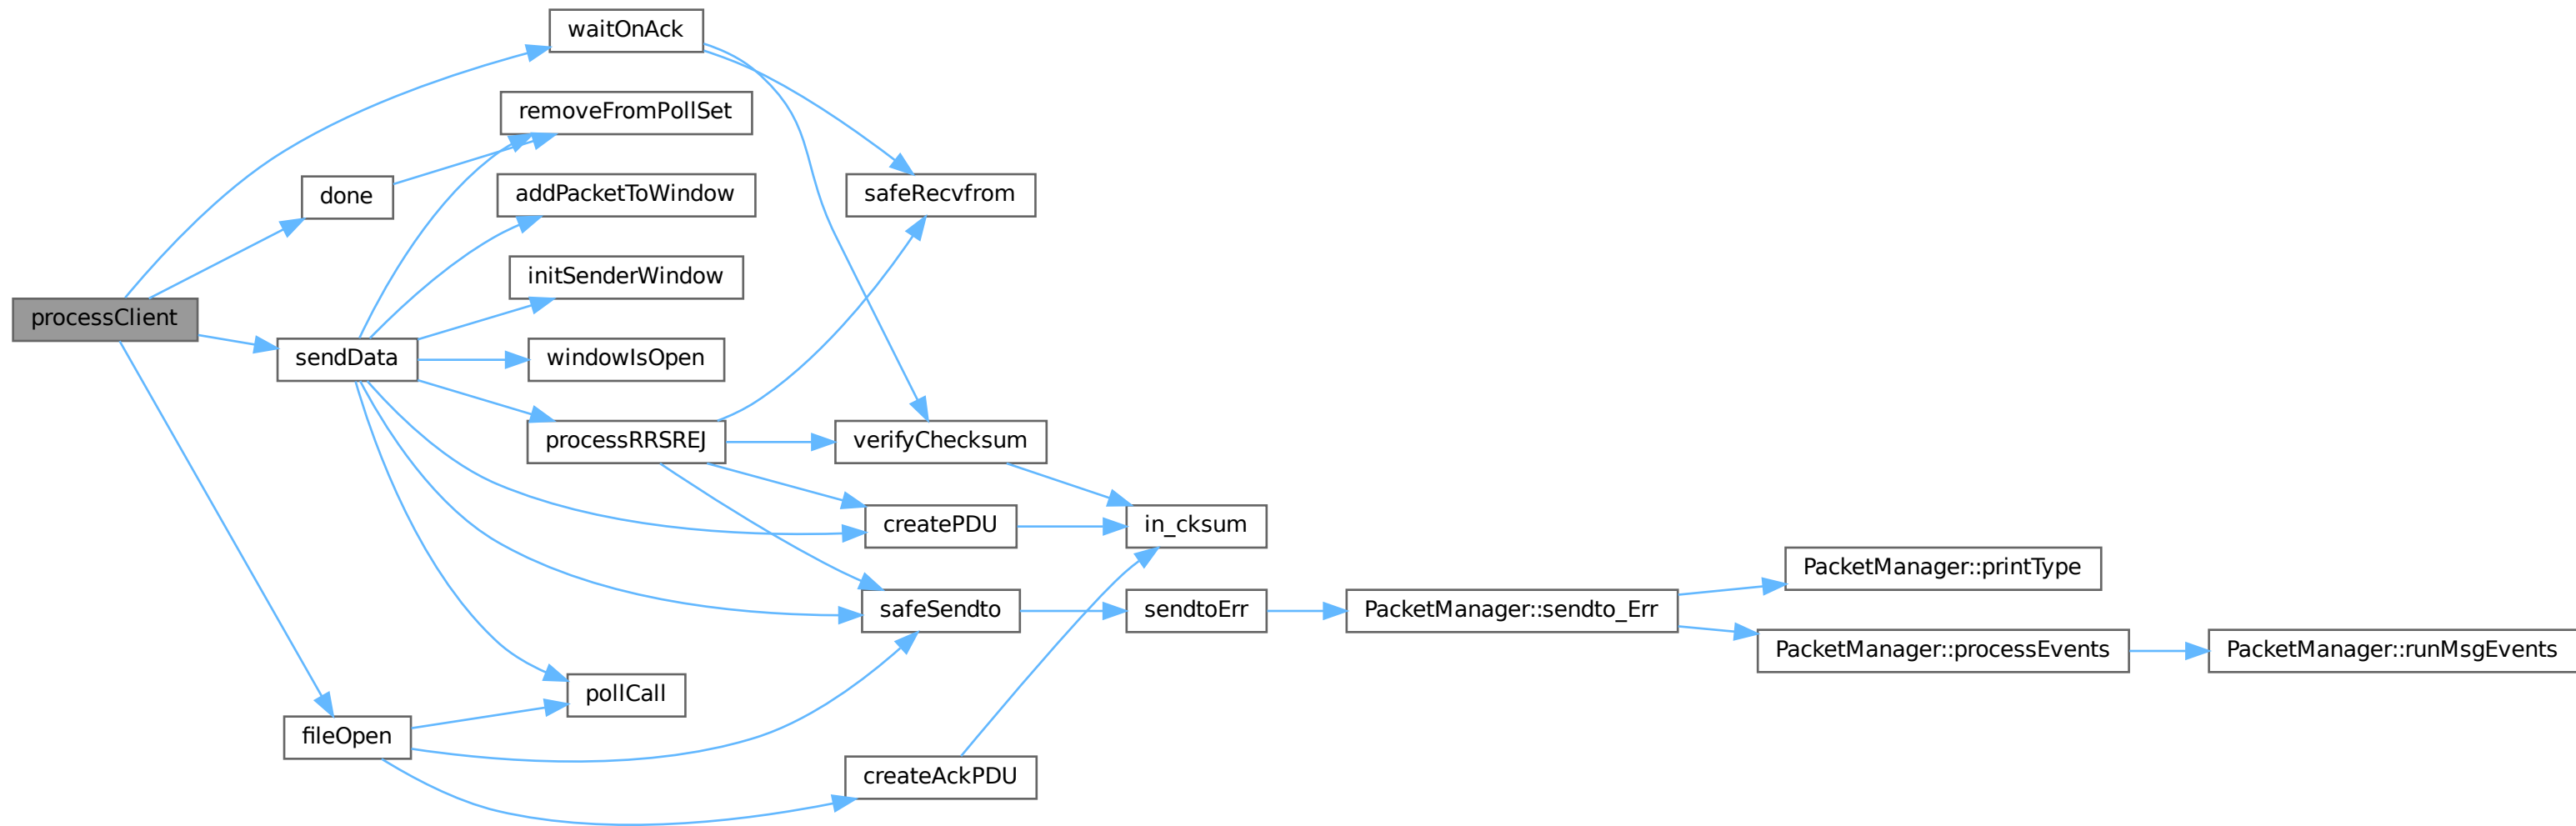 waitOnAck
removeFromPollSet
done
addPacketToWindow
safeRecvfrom
initSenderWindow
processClient
sendData
windowIsOpen
processRRSREJ
verifyChecksum
createPDU
in_cksum
PacketManager::printType
safeSendto
sendtoErr
PacketManager::sendto_Err
PacketManager::processEvents
PacketManager::runMsgEvents
pollCall
fileOpen
createAckPDU